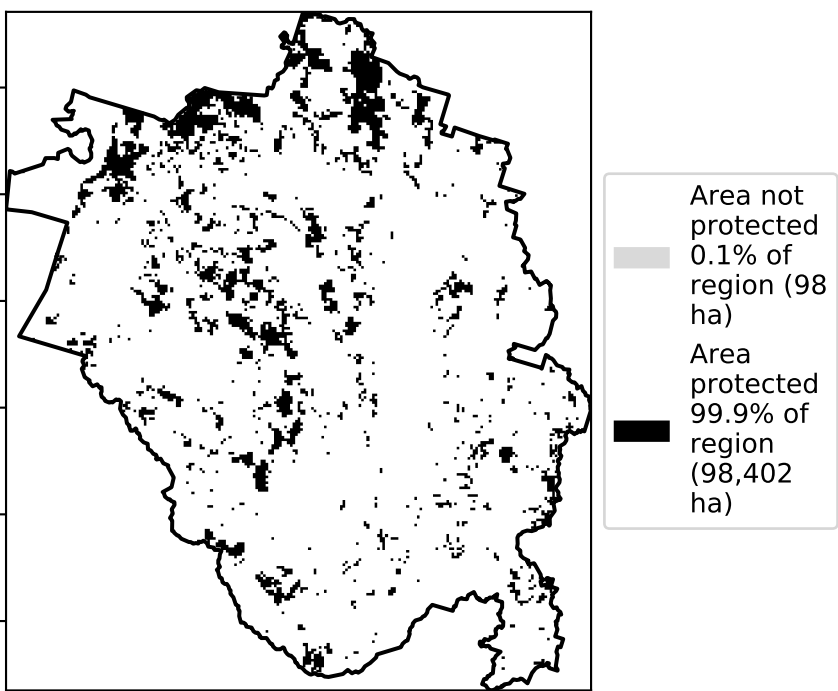 Area not
protected
0.1% of
region (98
ha)
Area
protected
99.9% of
region
(98,402
ha)